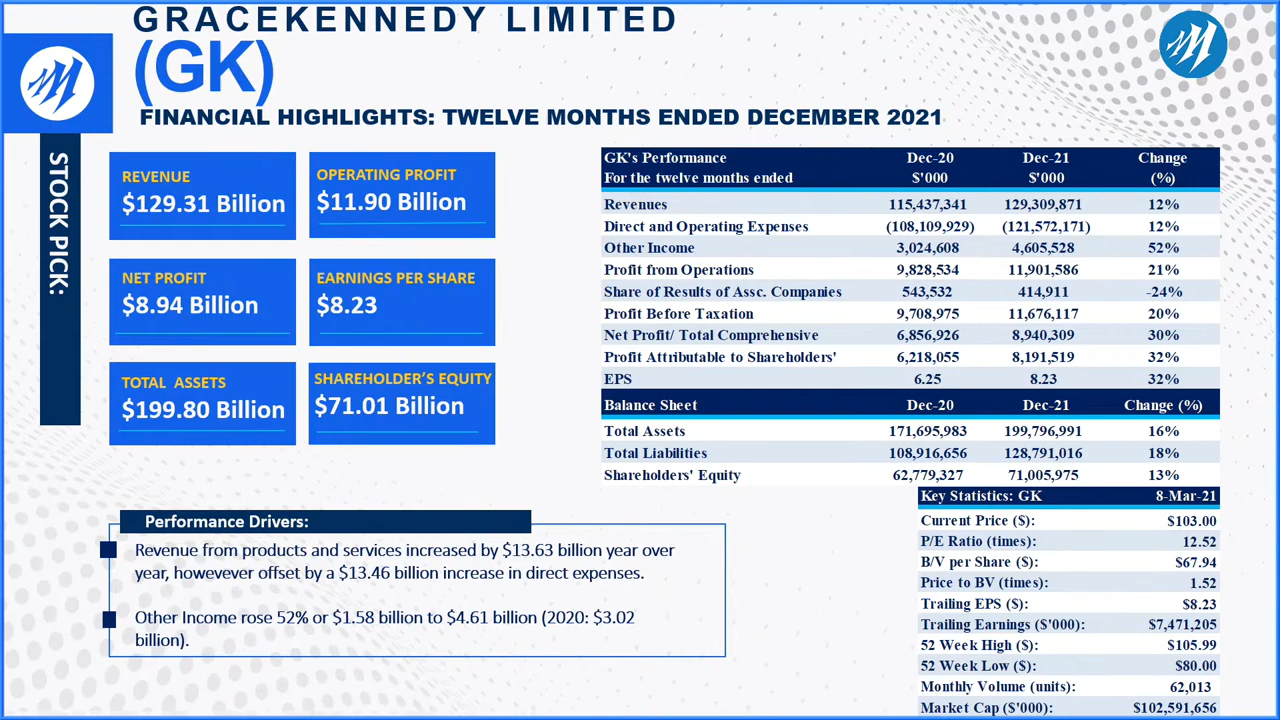 GRACEKENNEDY LIMITED
(GK)
FINANCIAL HIGHLIGHTS: TWELVE MONTHS ENDED DECEMBER 2021
STOCK PICK:
REVENUE
$129.31 Billion
OPERATING PROFIT
$11.90 Billion
NET PROFIT
$8.94 Billion
EARNINGS PER SHARE
$8.23
TOTAL ASSETS
$199.80 Billion
SHAREHOLDER'S EQUITY
$71.01 Billion
GK's Performance Dec-20 Dec-21 Change
For the twelve months ended $'000 $'000 (%)
Revenues 115,437,341 129,309,871 12%
Direct and Operating Expenses (108,109,929) (121,572,171) 12%
Other Income 3,024,608 4,605,528 52%
Profit from Operations 9,828,534 11,901,586 21%
Share of Results of Assc. Companies 543,532 414,911 -24%
Profit Before Taxation 9,708,975 11,676,117 20%
Net Profit/ Total Comprehensive 6,856,926 8,940,309 30%
Profit Attributable to Shareholders' 6,218,055 8,191,519 32%
EPS 6.25 8.23 32%
Balance Sheet Dec-20 Dec-21 Change (%)
Total Assets 171,695,983 199,796,991 16%
Total Liabilities 108,916,656 128,791,016 18%
Shareholders' Equity 62,779,327 71,005,975 13%
Key Statistics: GK 8-Mar-21
Current Price ($): $103.00
P/E Ratio (times): 12.52
B/V per Share ($): $67.94
Price to BV (times): 1.52
Trailing EPS ($): $8.23
Trailing Earnings ($'000): $7,471,205
52 Week High ($): $105.99
52 Week Low ($): $80.00
Monthly Volume (units): 62,013
Market Cap ($'000): $102,591,656
Performance Drivers:
Revenue from products and services increased by $13.63 billion year over
year, howevever offset by a $13.46 billion increase in direct expenses.
Other Income rose 52% or $1.58 billion to $4.61 billion (2020: $3.02
billion).